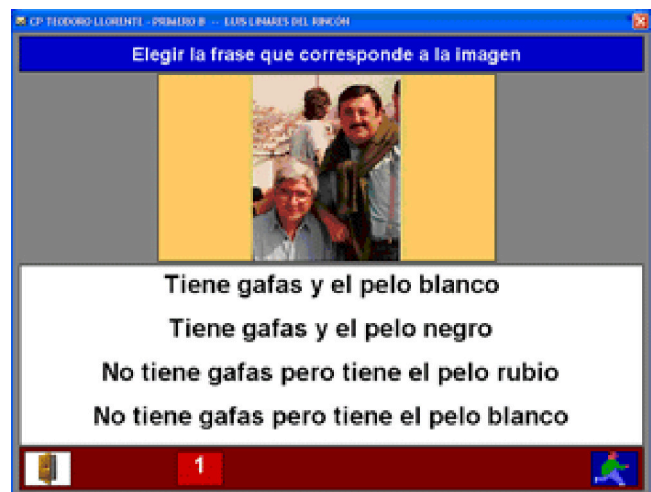 CP TEODORO LLORENTE - PRIMERO B -- LUIS LINARES DEL RINCÓN
Elegir la frase que corresponde a la imagen
Tiene gafas y el pelo blanco
Tiene gafas y el pelo negro
No tiene gafas pero tiene el pelo rubio
No tiene gafas pero tiene el pelo blanco
1